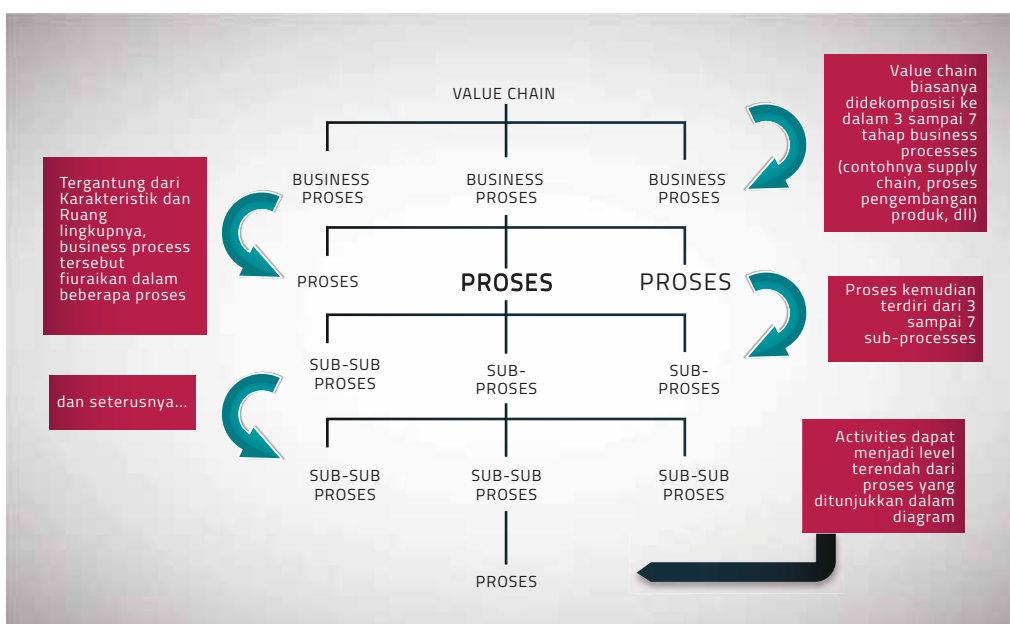 VALUE CHAIN
Value chain
biasanya
didekomposisi ke
dalam 3 sampai 7
tahap business
processes
(contohnya supply
chain, proses
pengembangan
produk, dll)
BUSINESS
PROSES
BUSINESS
PROSES
BUSINESS
PROSES
Tergantung dari
Karakteristik dan
Ruang
lingkupnya,
business process
tersebut
fiuraikan dalam
beberapa proses
PROSES
PROSES
PROSES
Proses kemudian
terdiri dari 3
sampai 7
sub-processes
SUB-SUB
PROSES
SUB-
PROSES
SUB-
PROSES
dan seterusnya...
SUB-SUB
PROSES
SUB-SUB
PROSES
SUB-SUB
PROSES
Activities dapat
menjadi level
terendah dari
proses yang
ditunjukkan dalam
diagram
PROSES